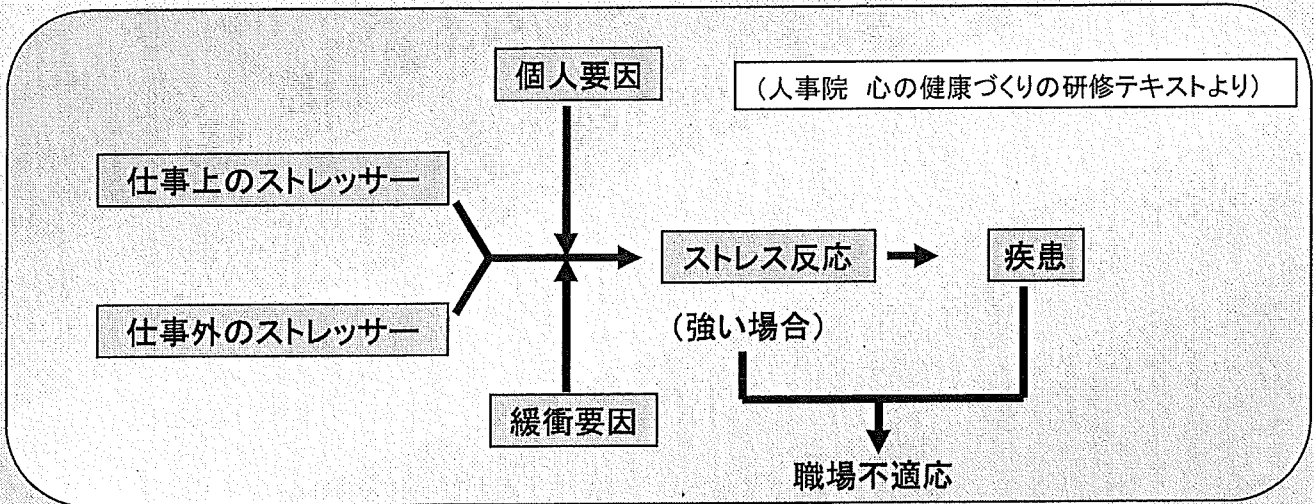 個人要因
(人事院 心の健康づくりの研修テキストより)
仕事上のストレッサー
ストレス反応
疾患
仕事外のストレッサー
(強い場合)
緩衝要因
職場不適応